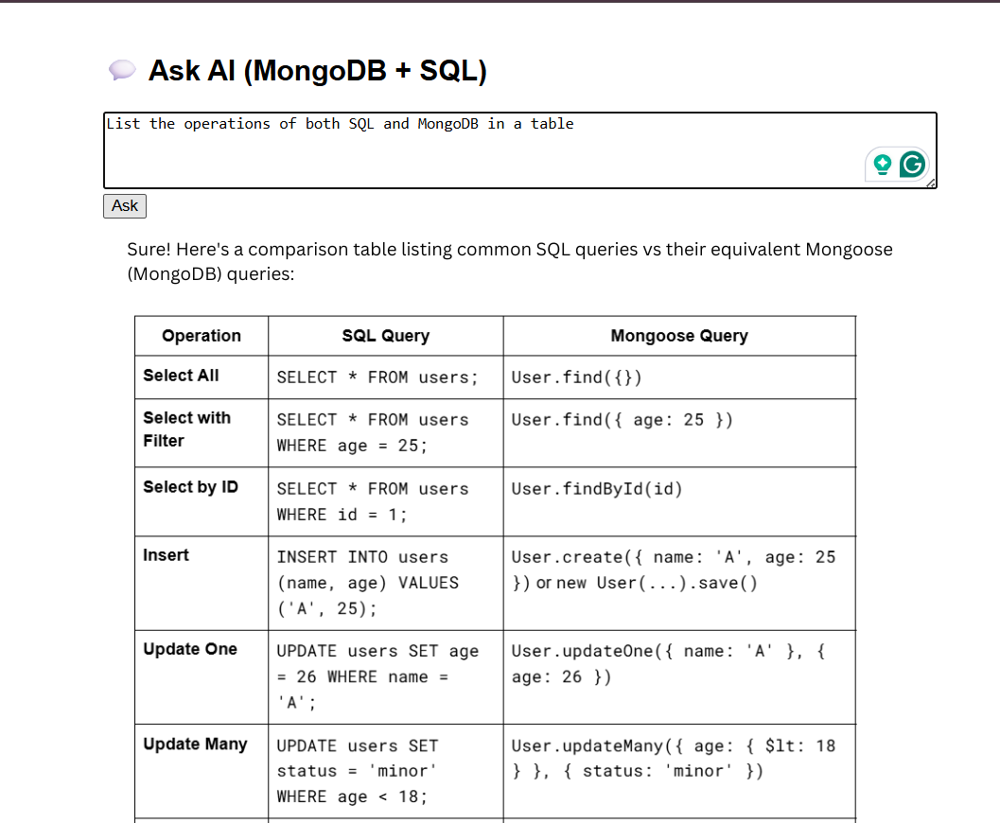 Ask AI (MongoDB + SQL)
List the operations of both SQL and MongoDB in a table
Ask
Sure! Here's a comparison table listing common SQL queries vs their equivalent Mongoose
(MongoDB) queries:
Operation
SQL Query
Mongoose Query
Select All
SELECT * FROM users;
User.find({})
Select with
Filter
SELECT * FROM users
WHERE age = 25;
User.find({ age: 25 })
Select by ID
SELECT * FROM users
WHERE id = 1;
User.findById(id)
Insert
INSERT INTO users
(name, age) VALUES
('A', 25);
User.create({ name: 'A', age: 25
}) or new User(...).save()
Update One
UPDATE users SET age
= 26 WHERE name =
'A';
User.updateOne({ name: 'A' }, {
age: 26 })
Update Many
UPDATE users SET
status = 'minor'
WHERE age < 18;
User.updateMany({ age: { $lt: 18
} }, { status: 'minor' })